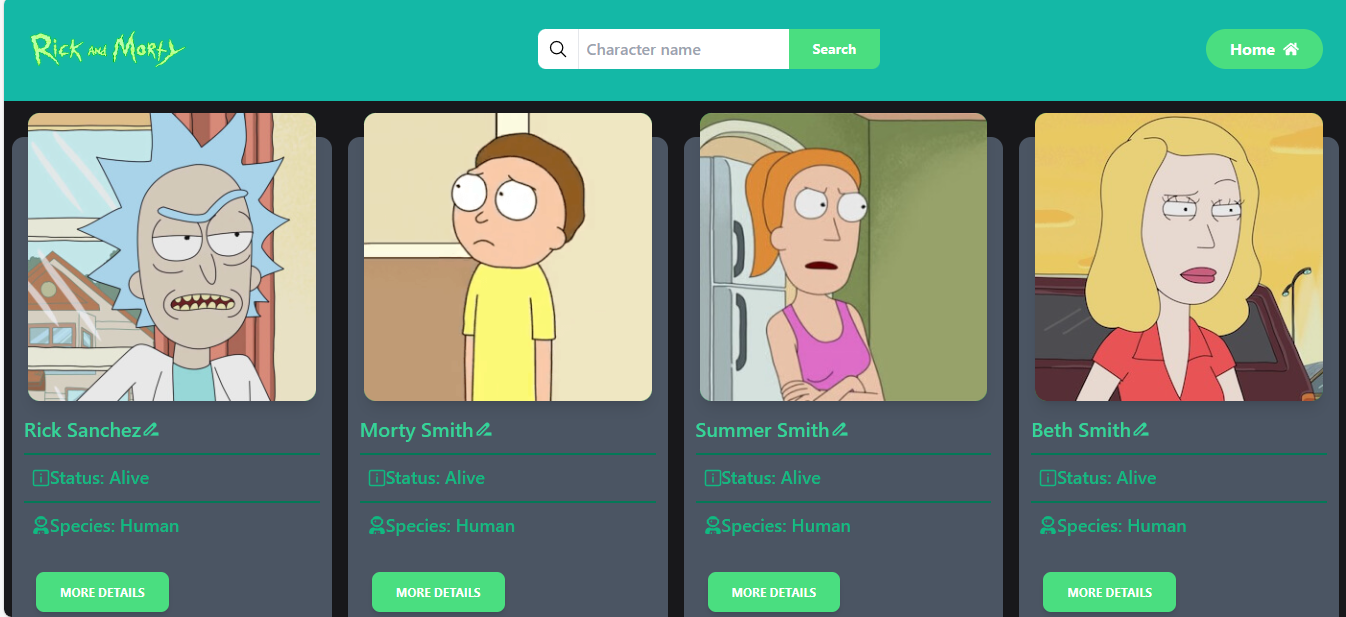 Rick and Morty
Character name
Search
Home
Rick Sanchez
Morty Smith
Summer Smith
Beth Smith
Status: Alive
Status: Alive
Status: Alive
Status: Alive
Species: Human
Species: Human
Species: Human
Species: Human
MORE DETAILS
MORE DETAILS
MORE DETAILS
MORE DETAILS